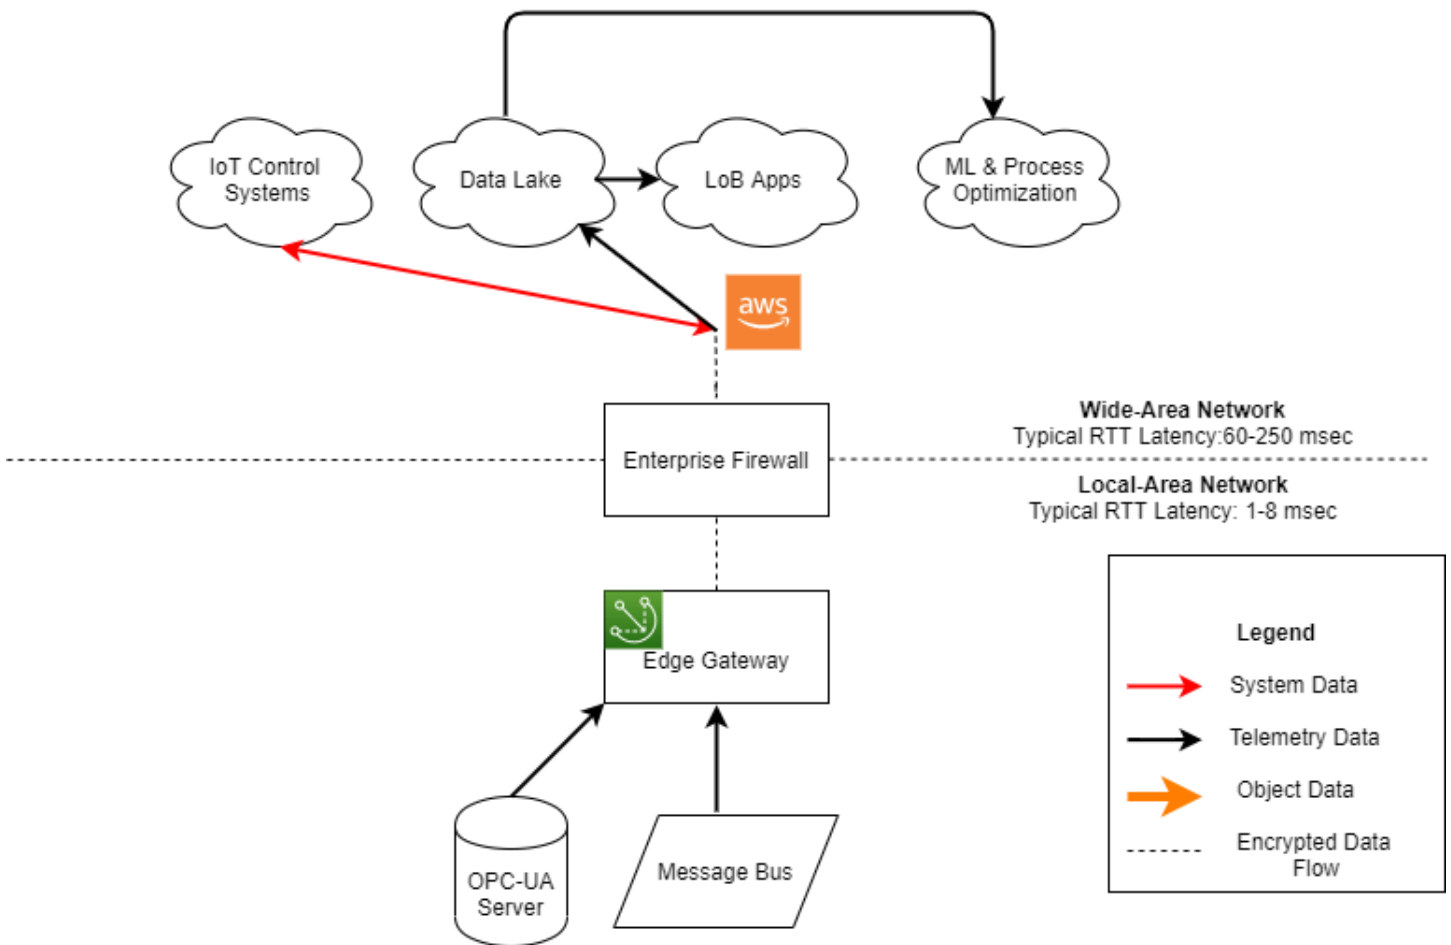 IoT Control
Systems
Data Lake
LoB Apps
ML & Process
Optimization
aws
Wide-Area Network
Typical RTT Latency:60-250 msec
Enterprise Firewall
Local-Area Network
Typical RTT Latency: 1-8 msec
Edge Gateway
OPC-UA
Server
Message Bus
Legend
System Data
Telemetry Data
Object Data
Encrypted Data
Flow